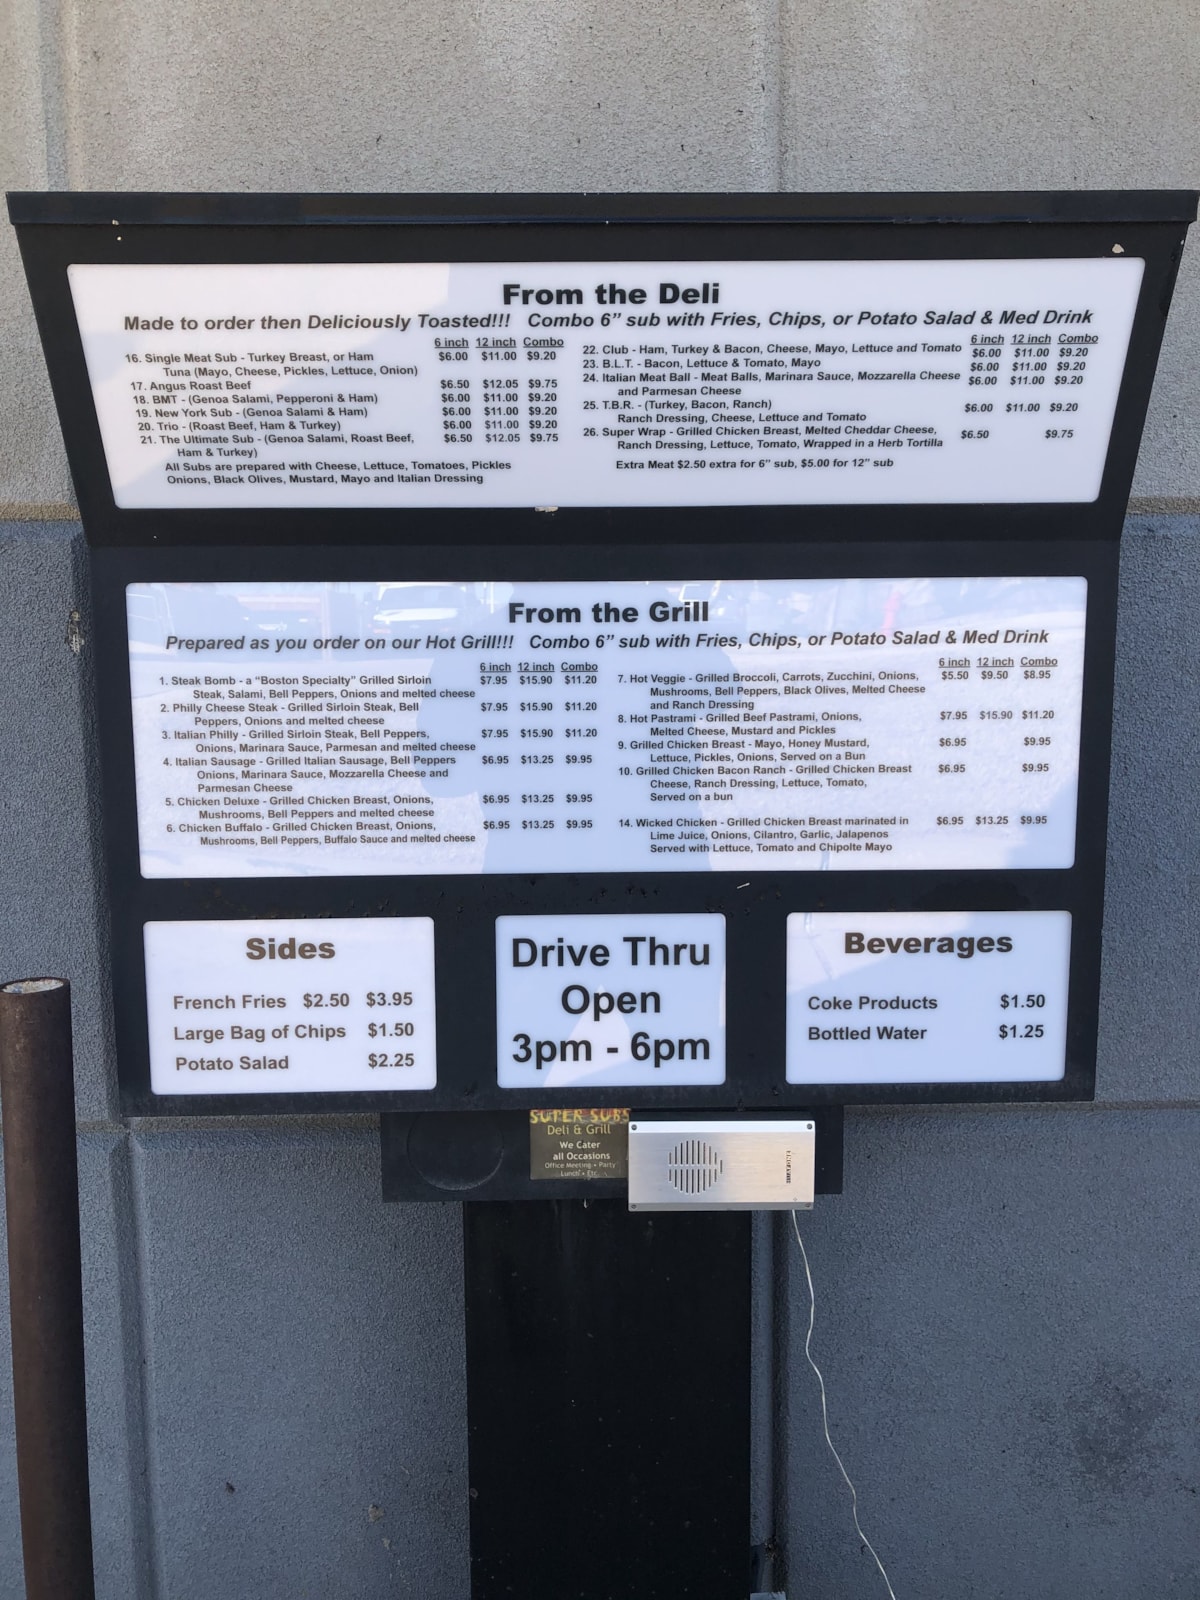 From the Deli
Made to order then Deliciously Toasted!!! Combo 6" sub with Fries, Chips, or Potato Salad & Med Drink
6 inch 12 inch Combo
16. Single Meat Sub - Turkey Breast, or Ham $6.00 $11.00 $9.20
Tuna (Mayo, Cheese, Pickles, Lettuce, Onion)
17. Angus Roast Beef $6.50 $12.05 $9.75
18. BMT - (Genoa Salami, Pepperoni & Ham) $6.00 $11.00 $9.20
19. New York Sub - (Genoa Salami & Ham) $6.00 $11.00 $9.20
20. Trio - (Roast Beef, Ham & Turkey) $6.00 $11.00 $9.20
21. The Ultimate Sub - (Genoa Salami, Roast Beef, $6.50 $12.05 $9.75
Ham & Turkey)
All Subs are prepared with Cheese, Lettuce, Tomatoes, Pickles
Onions, Black Olives, Mustard, Mayo and Italian Dressing
6 inch 12 inch Combo
22. Club - Ham, Turkey & Bacon, Cheese, Mayo, Lettuce and Tomato $6.00 $11.00 $9.20
23. B.L.T. - Bacon, Lettuce & Tomato, Mayo $6.00 $11.00 $9.20
24. Italian Meat Ball - Meat Balls, Marinara Sauce, Mozzarella Cheese $6.00 $11.00 $9.20
and Parmesan Cheese
25. T.B.R. - (Turkey, Bacon, Ranch) $6.00 $11.00 $9.20
Ranch Dressing, Cheese, Lettuce and Tomato
26. Super Wrap - Grilled Chicken Breast, Melted Cheddar Cheese, $6.50 $9.75
Ranch Dressing, Lettuce, Tomato, Wrapped in a Herb Tortilla
Extra Meat $2.50 extra for 6" sub, $5.00 for 12" sub
From the Grill
Prepared as you order on our Hot Grill!!! Combo 6" sub with Fries, Chips, or Potato Salad & Med Drink
6 inch 12 inch Combo
1. Steak Bomb - a "Boston Specialty" Grilled Sirloin $7.95 $15.90 $11.20
Steak, Salami, Bell Peppers, Onions and melted cheese
2. Philly Cheese Steak - Grilled Sirloin Steak, Bell $7.95 $15.90 $11.20
Peppers, Onions and melted cheese
3. Italian Philly - Grilled Sirloin Steak, Bell Peppers, $7.95 $15.90 $11.20
Onions, Marinara Sauce, Parmesan and melted cheese
4. Italian Sausage - Grilled Italian Sausage, Bell Peppers $6.95 $13.25 $9.95
Onions, Marinara Sauce, Mozzarella Cheese and
Parmesan Cheese
5. Chicken Deluxe - Grilled Chicken Breast, Onions, $6.95 $13.25 $9.95
Mushrooms, Bell Peppers and melted cheese
6. Chicken Buffalo - Grilled Chicken Breast, Onions, $6.95 $13.25 $9.95
Mushrooms, Bell Peppers, Buffalo Sauce and melted cheese
6 inch 12 inch Combo
7. Hot Veggie - Grilled Broccoli, Carrots, Zucchini, Onions, $5.50 $9.50 $8.95
Mushrooms, Bell Peppers, Black Olives, Melted Cheese
and Ranch Dressing
8. Hot Pastrami - Grilled Beef Pastrami, Onions, $7.95 $15.90 $11.20
Melted Cheese, Mustard and Pickles
9. Grilled Chicken Breast - Mayo, Honey Mustard, $6.95 $9.95
Lettuce, Pickles, Onions, Served on a Bun
10. Grilled Chicken Bacon Ranch - Grilled Chicken Breast $6.95 $9.95
Cheese, Ranch Dressing, Lettuce, Tomato,
Served on a bun
14. Wicked Chicken - Grilled Chicken Breast marinated in $6.95 $13.25 $9.95
Lime Juice, Onions, Cilantro, Garlic, Jalapenos
Served with Lettuce, Tomato and Chipolte Mayo
Sides
French Fries $2.50 $3.95
Large Bag of Chips $1.50
Potato Salad $2.25
Drive Thru
Open
3pm - 6pm
Beverages
Coke Products $1.50
Bottled Water $1.25
SUPER SUBS
Deli & Grill
We Cater
all Occasions
Office Meeting • Party
Lunch • Etc.